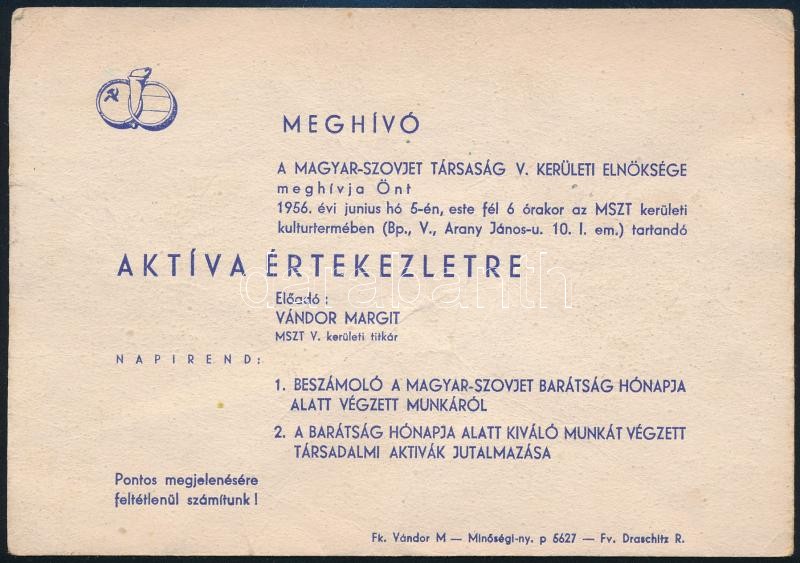 MEGHÍVÓ
A MAGYAR-SZOVJET TÁRSASÁG V. KERÜLETI ELNÖKSÉGE
meghívja Önt
1956. évi junius hó 5-én, este fél 6 órakor az MSZT kerületi
kulturtermében (Bp., V., Arany János-u. 10. I. em.) tartandó
AKTÍVA ÉRTEKEZLETRE
Előadó :
VÁNDOR MARGIT
MSZT V. kerületi titkár
NAPIREND:
1. BESZÁMOLÓ A MAGYAR-SZOVJET BARÁTSÁG HÓNAPJA
ALATT VÉGZETT MUNKÁRÓL
2. A BARÁTSÁG HÓNAPJA ALATT KIVÁLÓ MUNKÁT VÉGZETT
TÁRSADALMI AKTIVÁK JUTALMAZÁSA
Pontos megjelenésére
feltétlenül számítunk !
Fk. Vándor M — Minőségi-ny. p 5627 — Fv. Draschitz R.
darabanth